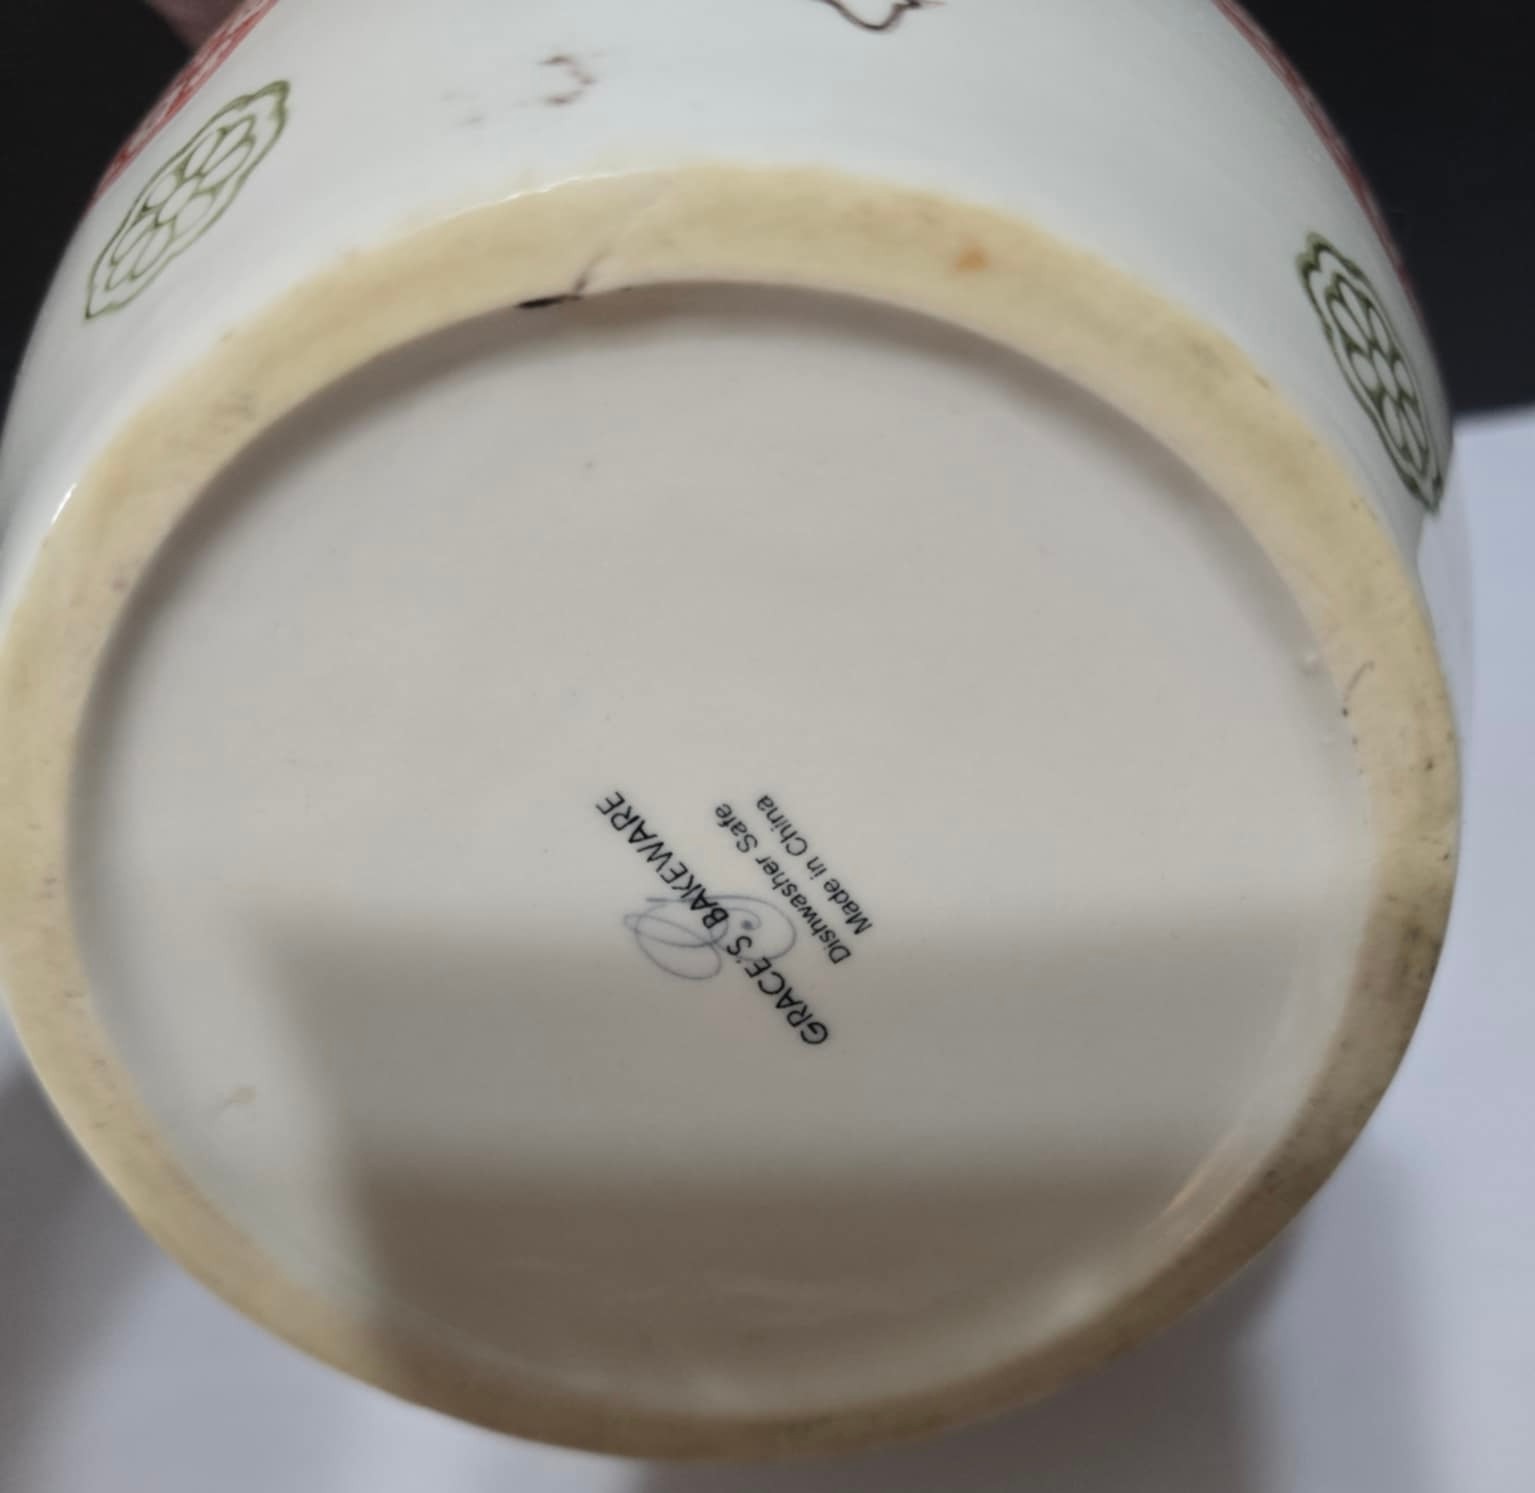 GRACE'S BAKEWARE
Dishwasher Safe
Made in China